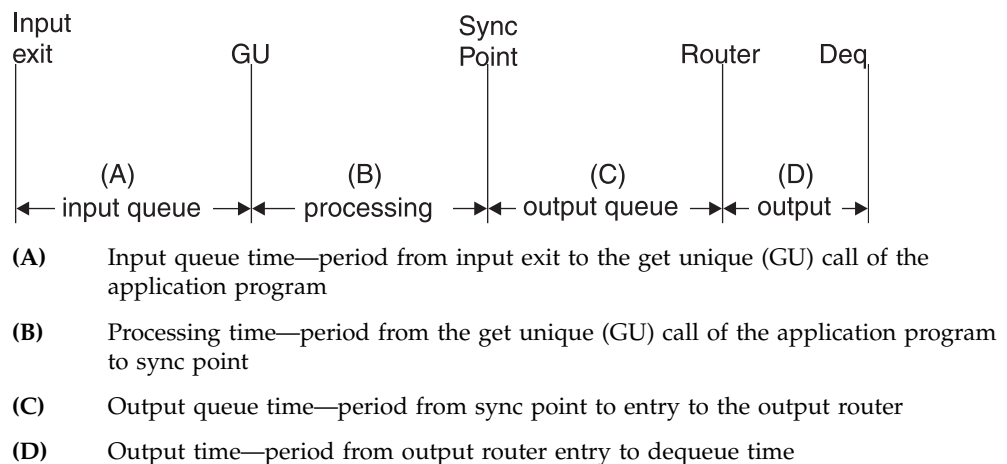 Input
exit
GU
Sync
Point
Router
Deq
(A)
(B)
(C)
(D)
input queue
processing
output queue
output
(A) Input queue time—period from input exit to the get unique (GU) call of the
application program
(B) Processing time—period from the get unique (GU) call of the application program
to sync point
(C) Output queue time—period from sync point to entry to the output router
(D) Output time—period from output router entry to dequeue time